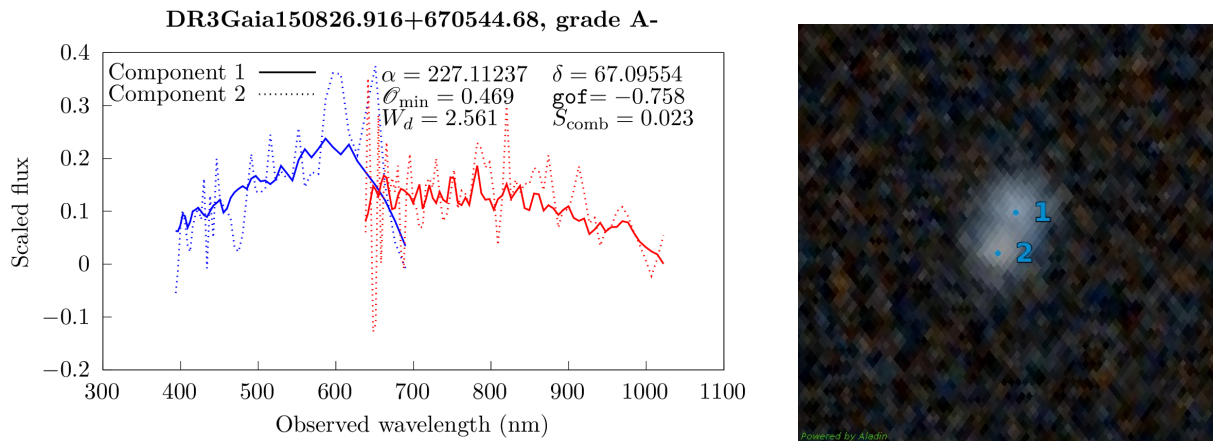 DR3Gaia150826.916+670544.68, grade A-
Component 1
Component 2
α = 227.11237 δ = 67.09554
𝒪min = 0.469 gof= −0.758
Wd = 2.561 Scomb = 0.023
Scaled flux
0.4
0.3
0.2
0.1
0
−0.1
−0.2
300 400 500 600 700 800 900 1000 1100
Observed wavelength (nm)
1
2
Powered by Aladin